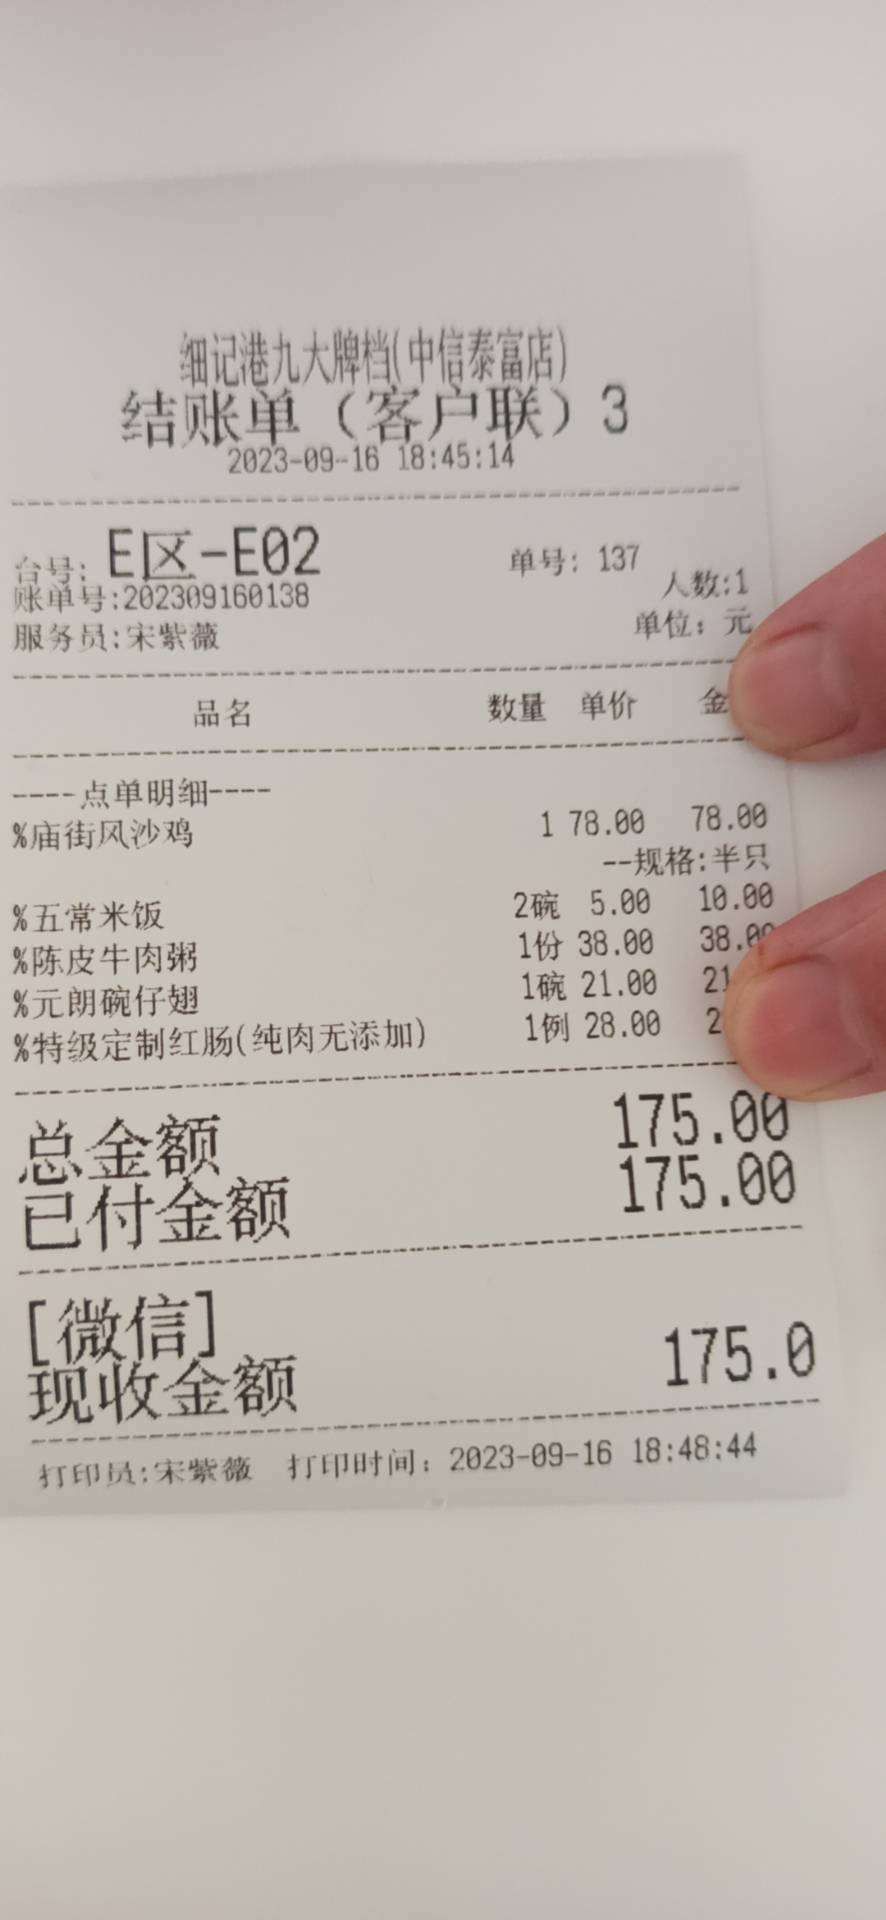 细记港九大牌档(中信泰富店)
结账单（客户联）3
2023-09-16 18:45:14
台号: E区-E02 单号: 137
账单号:202309160138 人数:1
服务员:宋紫薇 单位: 元
品名 数量 单价 金
----点单明细----
%庙街风沙鸡 1 78.00 78.00
--规格:半只
%五常米饭 2碗 5.00 10.00
%陈皮牛肉粥 1份 38.00 38.00
%元朗碗仔翅 1碗 21.00 21
%特级定制红肠(纯肉无添加) 1例 28.00 2
总金额 175.00
已付金额 175.00
[微信]
现收金额 175.0
打印员:宋紫薇 打印时间: 2023-09-16 18:48:44